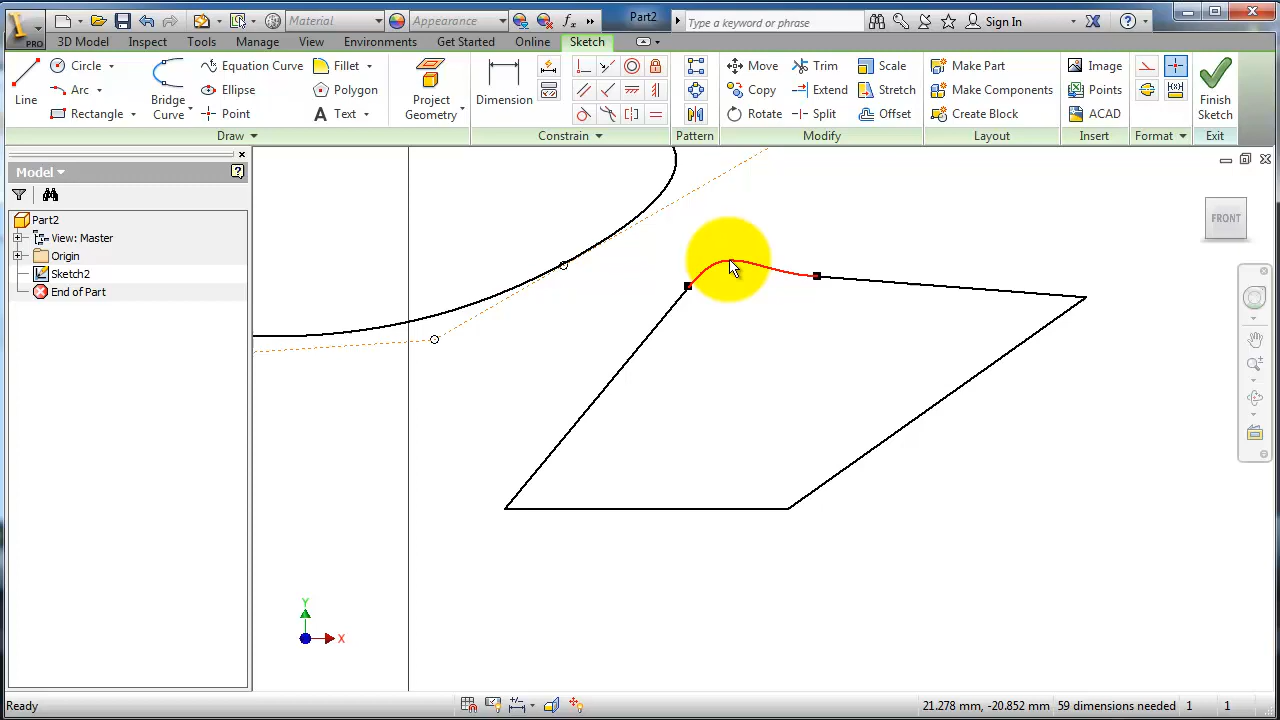 PRO
Material
Appearance
fx
Part2
Type a keyword or phrase
Sign In
3D Model Inspect Tools Manage View Environments Get Started Online Sketch
Line
Circle
Arc
Rectangle
Bridge
Curve
Equation Curve
Ellipse
Point
Fillet
Polygon
A Text
Draw
Project
Geometry
Dimension
Constrain
Pattern
Move
Copy
Rotate
Trim
Extend
Split
Scale
Stretch
Offset
Modify
Make Part
Make Components
Create Block
Layout
Image
Points
ACAD
Insert
Format
Finish
Sketch
Exit
Model
Part2
View: Master
Origin
Sketch2
End of Part
FRONT
Y
X
Ready
21.278 mm, -20.852 mm 59 dimensions needed 1 1